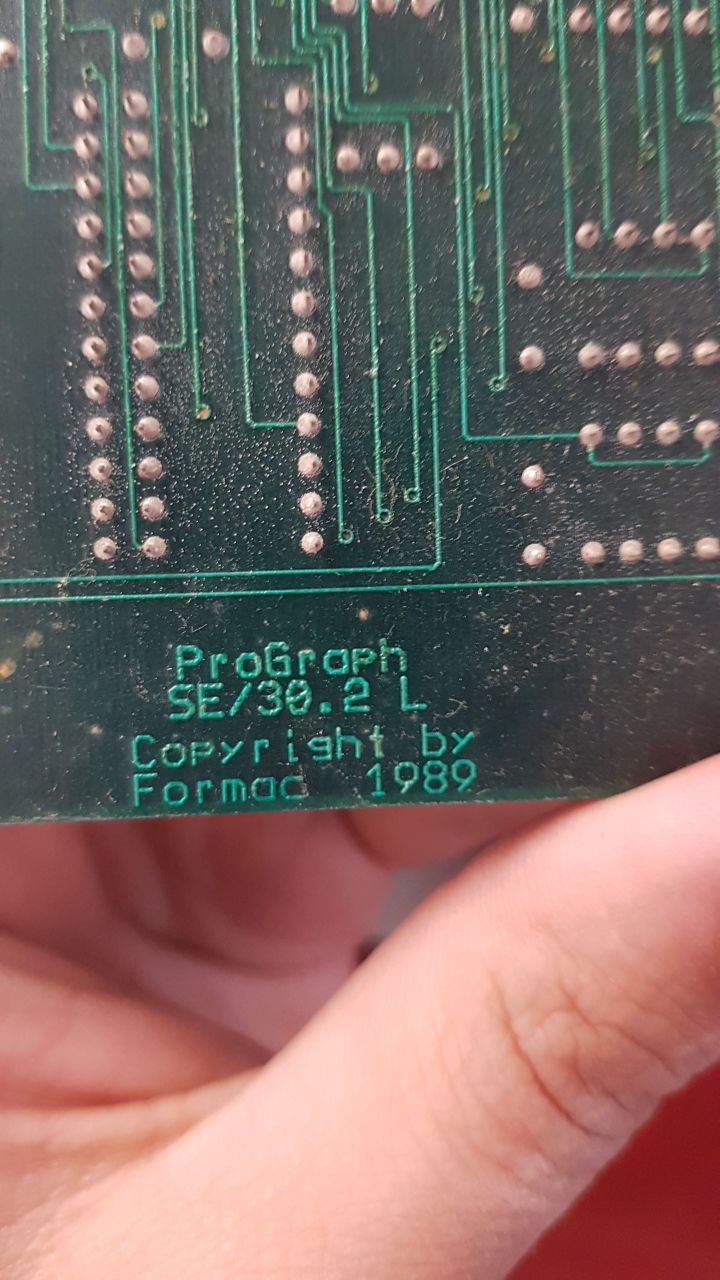 ProGraph
SE/30.2 L
Copyright by
Formac 1989